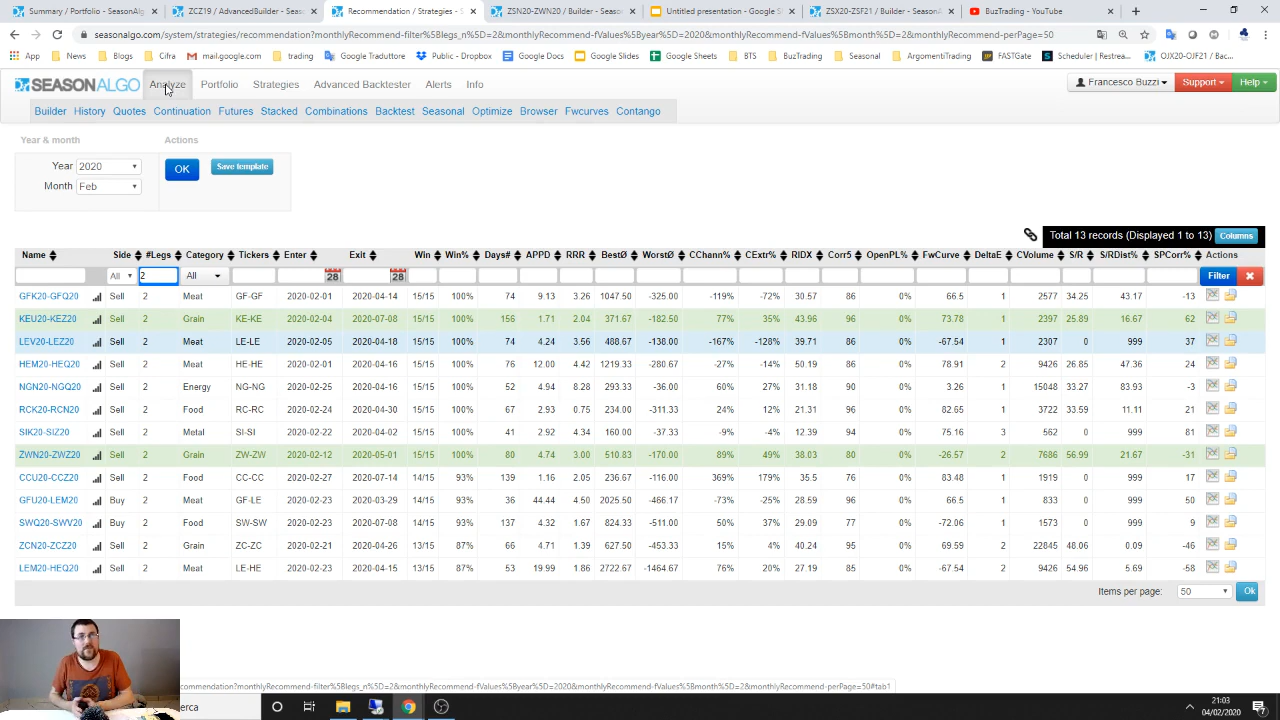 Summary / Portfolio - SeasonAlg
ZCZ19 / AdvancedBuilder - Seas
Recommendation / Strategies - S
ZSN20-ZWN20 / Builder - Season
Untitled presentation - Google S
ZSX20-ZSF21 / Builder - SeasonA
BuzTrading - YouTube
seasonalgo.com/system/strategies/recommendation?monthlyRecommend-filter%5Blegs_n%5D=2&monthlyRecommend-fValues%5Byear%5D=2020&monthlyRecommend-fValues%5Bmonth%5D=2&monthlyRecommend-perPage=50
App News Blogs Cifra mail.google.com trading Google Traduttore Public - Dropbox Google Docs Google Slides Google Sheets BTS BuzTrading Seasonal ArgomentiTrading FASTGate Scheduler | Restrea... OJX20-OJF21 / Bac...
SEASONALGO Analyze Portfolio Strategies Advanced Backtester Alerts Info Francesco Buzzi Support Help
Builder History Quotes Continuation Futures Stacked Combinations Backtest Seasonal Optimize Browser Fwcurves Contango
Year & month Actions
Year 2020 OK Save template
Month Feb
Total 13 records (Displayed 1 to 13) Columns
Name Side #Legs Category Tickers Enter Exit Win Win% Days# APPD RRR BestØ WorstØ CChann% CExtr% RIDX Corr5 OpenPL% FwCurve DeltaE CVolume S/R S/RDist% SPCorr% Actions
All 2 All 28 28 Filter
GFK20-GFQ20 Sell 2 Meat GF-GF 2020-02-01 2020-04-14 15/15 100% 74 9.13 3.26 1047.50 -325.00 -119% -72% 30.57 86 0% 66.5 1 2577 34.25 43.17 -13
KEU20-KEZ20 Sell 2 Grain KE-KE 2020-02-04 2020-07-08 15/15 100% 156 1.71 2.04 371.67 -182.50 77% 35% 43.96 96 0% 73.78 1 2397 25.89 16.67 62
LEV20-LEZ20 Sell 2 Meat LE-LE 2020-02-05 2020-04-18 15/15 100% 74 4.24 3.56 488.67 -138.00 -167% -128% 39.71 86 0% -67.54 1 2307 0 999 37
HEM20-HEQ20 Sell 2 Meat HE-HE 2020-02-01 2020-04-16 15/15 100% 76 12.00 4.42 1219.33 -280.67 -27% -14% 50.19 86 0% 78.91 2 9426 26.85 47.36 24
NGN20-NGQ20 Sell 2 Energy NG-NG 2020-02-25 2020-04-16 15/15 100% 52 4.94 8.28 293.33 -36.00 60% 27% 31.18 90 0% 3.26 1 15048 33.27 83.93 -3
RCK20-RCN20 Sell 2 Food RC-RC 2020-02-24 2020-04-30 15/15 100% 67 2.93 0.75 234.00 -311.33 24% 12% 21.31 96 0% 82.65 1 3722 33.59 11.11 21
SIK20-SIZ20 Sell 2 Metal SI-SI 2020-02-22 2020-04-02 15/15 100% 41 2.92 4.34 160.00 -37.33 -9% -4% 12.39 94 0% 75.16 3 562 0 999 81
ZWN20-ZWZ20 Sell 2 Grain ZW-ZW 2020-02-12 2020-05-01 15/15 100% 80 4.74 3.00 510.83 -170.00 89% 49% 38.03 80 0% -26.57 2 7686 56.99 21.67 -31
CCU20-CCZ20 Sell 2 Food CC-CC 2020-02-27 2020-07-14 14/15 93% 139 1.16 2.05 236.67 -116.00 369% 179% 35.5 76 0% 83.48 1 1919 0 999 17
GFU20-LEM20 Buy 2 Meat GF-LE 2020-02-23 2020-03-29 14/15 93% 36 44.44 4.50 2025.50 -466.17 -73% -25% 28.59 96 0% 66.5 1 833 0 999 50
SWQ20-SWV20 Buy 2 Food SW-SW 2020-02-23 2020-07-08 14/15 93% 137 4.32 1.67 824.33 -511.00 50% 37% 29.09 77 0% -72.06 1 1573 0 999 9
ZCN20-ZCZ20 Sell 2 Grain ZC-ZC 2020-02-21 2020-04-26 13/15 87% 66 4.71 1.39 627.50 -453.33 15% 4% 40.24 95 0% 69.59 2 22845 48.06 0.09 -46
LEM20-HEQ20 Sell 2 Meat LE-HE 2020-02-23 2020-04-15 13/15 87% 53 19.99 1.86 2722.67 -1464.67 76% 20% 27.19 85 0% -67.54 1 9426 54.96 5.69 -58
Items per page: 50 Ok
commendation?monthlyRecommend-filter%5Blegs_n%5D=2&monthlyRecommend-fValues%5Byear%5D=2020&monthlyRecommend-fValues%5Bmonth%5D=2&monthlyRecommend-perPage=50#tab1
erca
21:03
04/02/2020